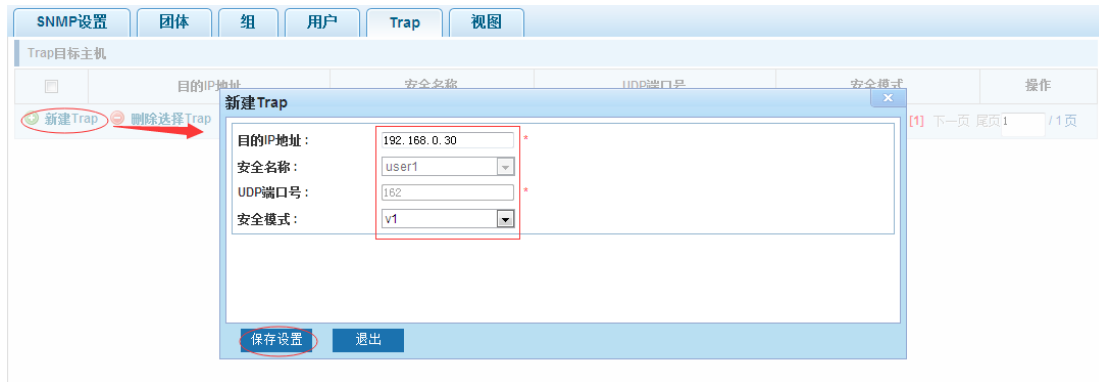 SNMP设置 团体 组 用户 Trap 视图
Trap目标主机
目的IP地址 安全名称 UDP端口号 安全模式 操作
新建Trap 删除选择Trap [1] 下一页 尾页 1 / 1 页
新建Trap
目的IP地址： 192.168.0.30 *
安全名称： user1
UDP端口号： 162 *
安全模式： v1
保存设置 退出